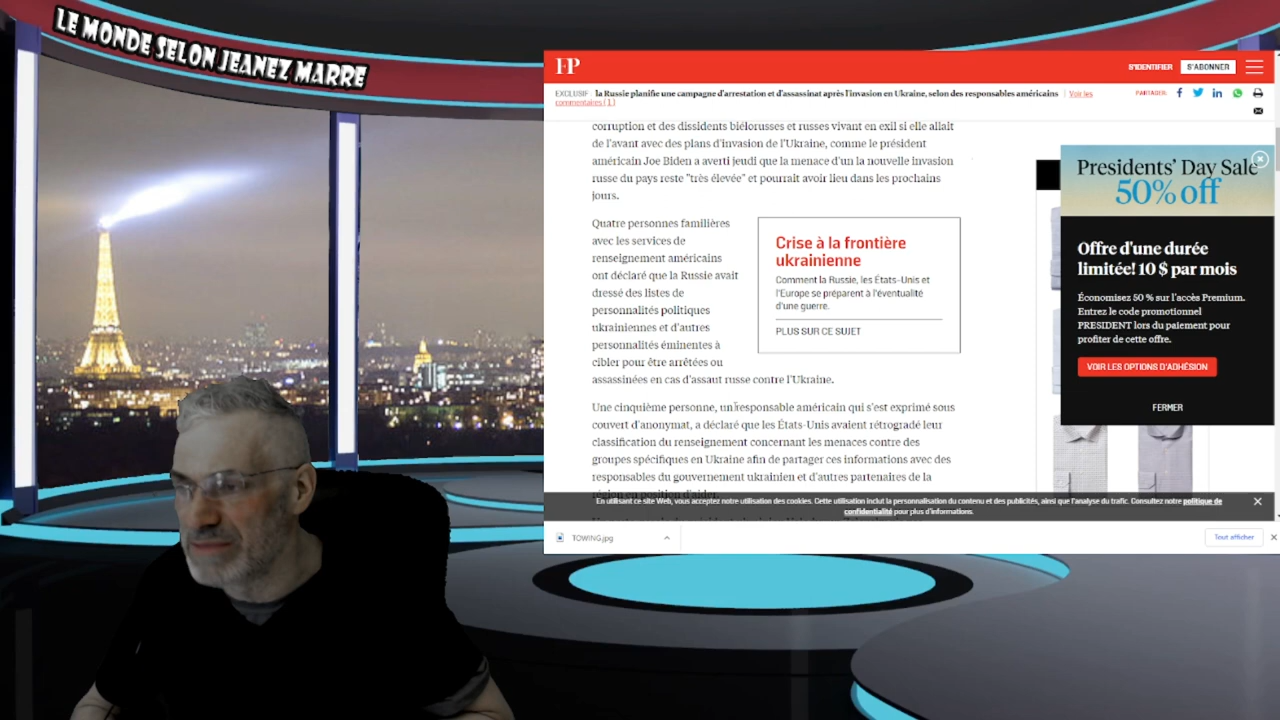 LE MONDE SELON JEANEZ MARRE
FP
S'IDENTIFIER
S'ABONNER
EXCLUSIF : la Russie planifie une campagne d'arrestation et d'assassinat après l'invasion en Ukraine, selon des responsables américains
Voir les
commentaires ( 1 )
PARTAGER:
corruption et des dissidents biélorusses et russes vivant en exil si elle allait
de l'avant avec des plans d'invasion de l'Ukraine, comme le président
américain Joe Biden a averti jeudi que la menace d'un la nouvelle invasion
russe du pays reste "très élevée" et pourrait avoir lieu dans les prochains
jours.
Quatre personnes familières
avec les services de
renseignement américains
ont déclaré que la Russie avait
dressé des listes de
personnalités politiques
ukrainiennes et d'autres
personnalités éminentes à
cibler pour être arrêtées ou
assassinées en cas d'assaut russe contre l'Ukraine.
Crise à la frontière
ukrainienne
Comment la Russie, les États-Unis et
l'Europe se préparent à l'éventualité
d'une guerre.
PLUS SUR CE SUJET
Une cinquième personne, un responsable américain qui s'est exprimé sous
couvert d'anonymat, a déclaré que les États-Unis avaient rétrogradé leur
classification du renseignement concernant les menaces contre des
groupes spécifiques en Ukraine afin de partager ces informations avec des
responsables du gouvernement ukrainien et d'autres partenaires de la
région en position d'aider.
Presidents' Day Sale
50% off
Offre d'une durée
limitée! 10 $ par mois
Économisez 50 % sur l'accès Premium.
Entrez le code promotionnel
PRESIDENT lors du paiement pour
profiter de cette offre.
VOIR LES OPTIONS D'ADHÉSION
FERMER
En utilisant ce site Web, vous acceptez notre utilisation des cookies. Cette utilisation inclut la personnalisation du contenu et des publicités, ainsi que l'analyse du trafic. Consultez notre politique de
confidentialité pour plus d'informations.
TOWING.jpg
Tout afficher